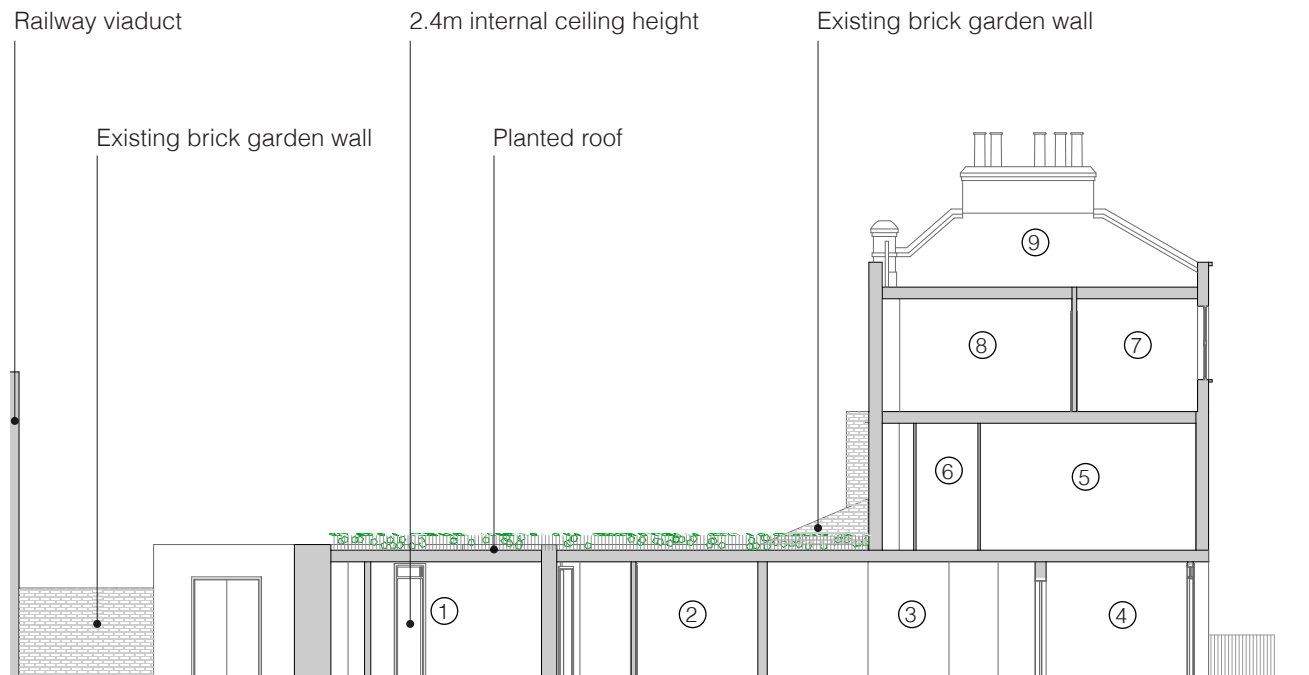 Railway viaduct
2.4m internal ceiling height
Existing brick garden wall
Existing brick garden wall
Planted roof
9
8
7
6
5
1
2
3
4